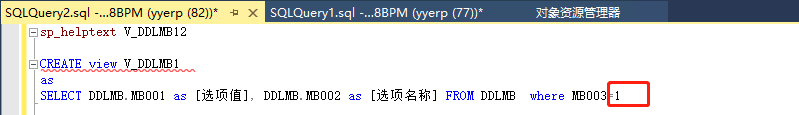 SQLQuery2.sql -...8BPM (yyerp (82))* SQLQuery1.sql -...8BPM (yyerp (77))* 对象资源管理器
sp_helptext V_DDLMB12
CREATE view V_DDLMB1
as
SELECT DDLMB.MB001 as [选项值], DDLMB.MB002 as [选项名称] FROM DDLMB where MB003=1